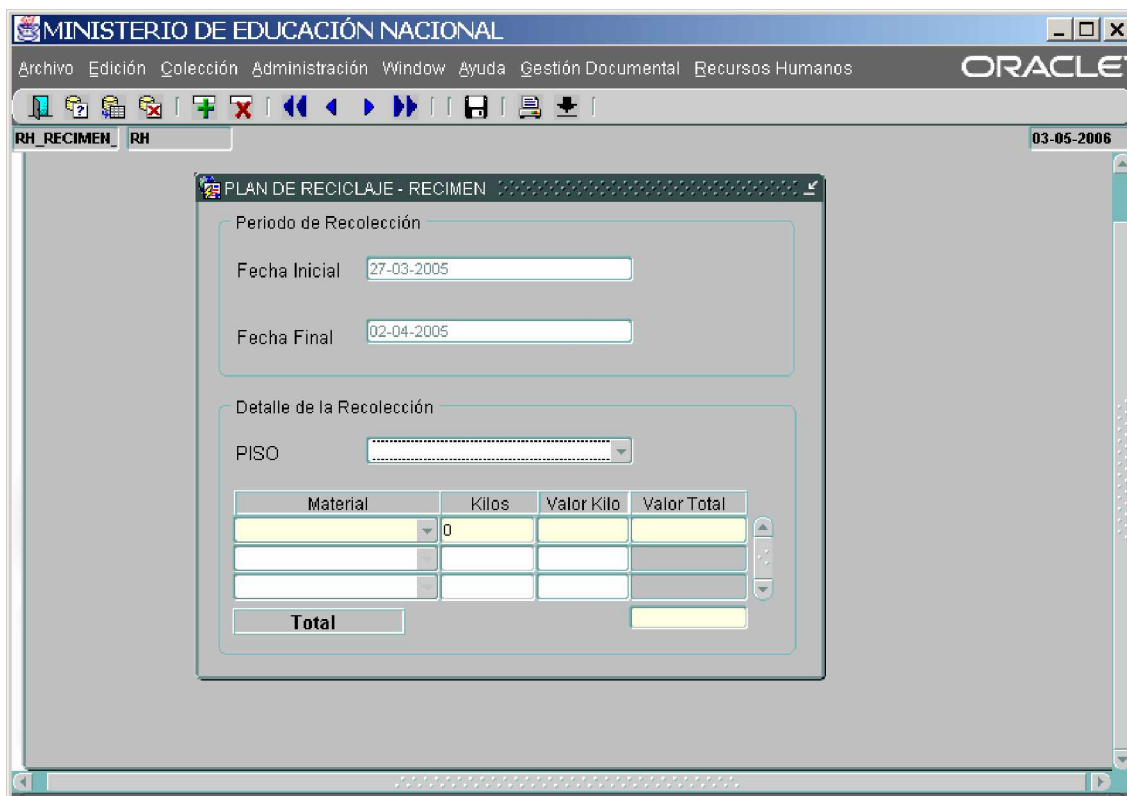 MINISTERIO DE EDUCACIÓN NACIONAL
Archivo Edición Colección Administración Window Ayuda Gestión Documental Recursos Humanos ORACLE
RH_RECIMEN_ RH 03-05-2006
PLAN DE RECICLAJE - RECIMEN
Periodo de Recolección
Fecha Inicial 27-03-2005
Fecha Final 02-04-2005
Detalle de la Recolección
PISO
Material Kilos Valor Kilo Valor Total
0
Total